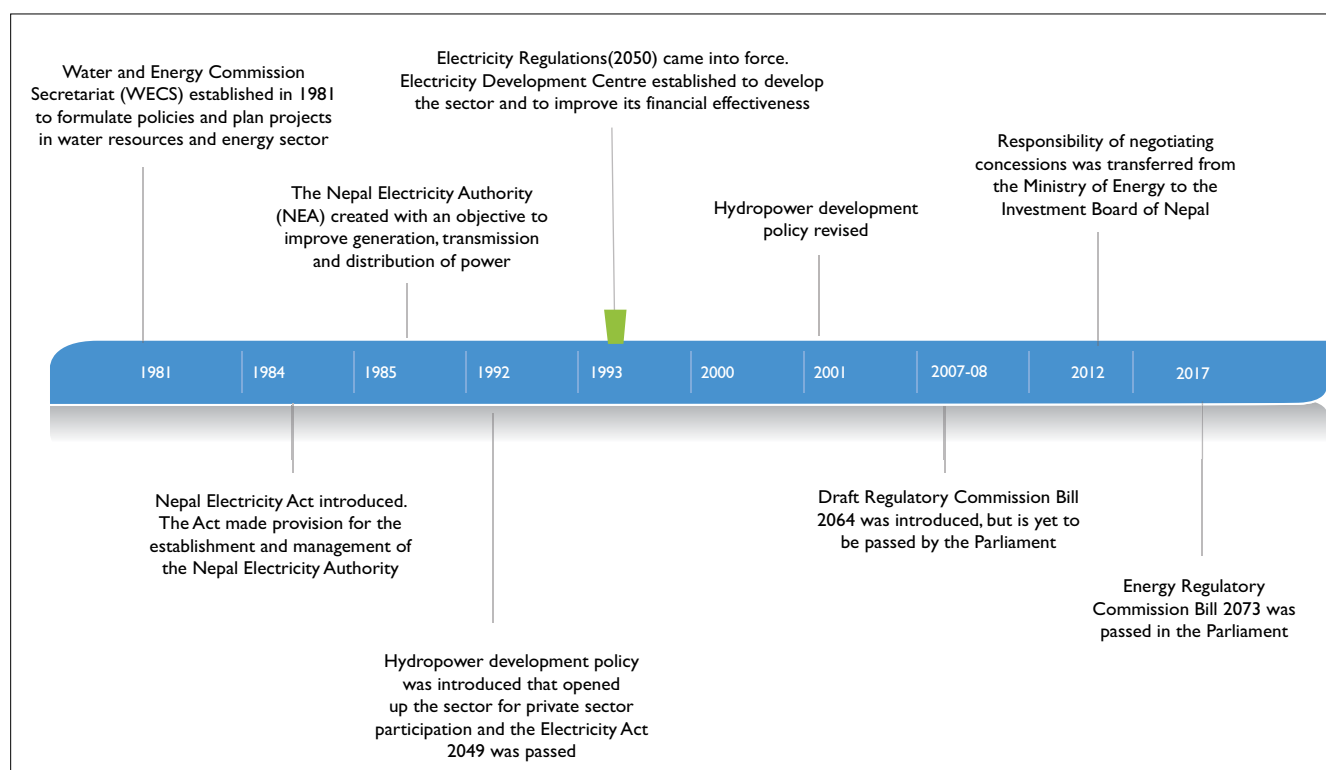 Water and Energy Commission
Secretariat (WECS) established in 1981
to formulate policies and plan projects
in water resources and energy sector
The Nepal Electricity Authority
(NEA) created with an objective to
improve generation, transmission
and distribution of power
Electricity Regulations(2050) came into force.
Electricity Development Centre established to develop
the sector and to improve its financial effectiveness
Hydropower development
policy revised
Responsibility of negotiating
concessions was transferred from
the Ministry of Energy to the
Investment Board of Nepal
1981 1984 1985 1992 1993 2000 2001 2007-08 2012 2017
Nepal Electricity Act introduced.
The Act made provision for the
establishment and management of
the Nepal Electricity Authority
Hydropower development policy
was introduced that opened
up the sector for private sector
participation and the Electricity Act
2049 was passed
Draft Regulatory Commission Bill
2064 was introduced, but is yet to
be passed by the Parliament
Energy Regulatory
Commission Bill 2073 was
passed in the Parliament